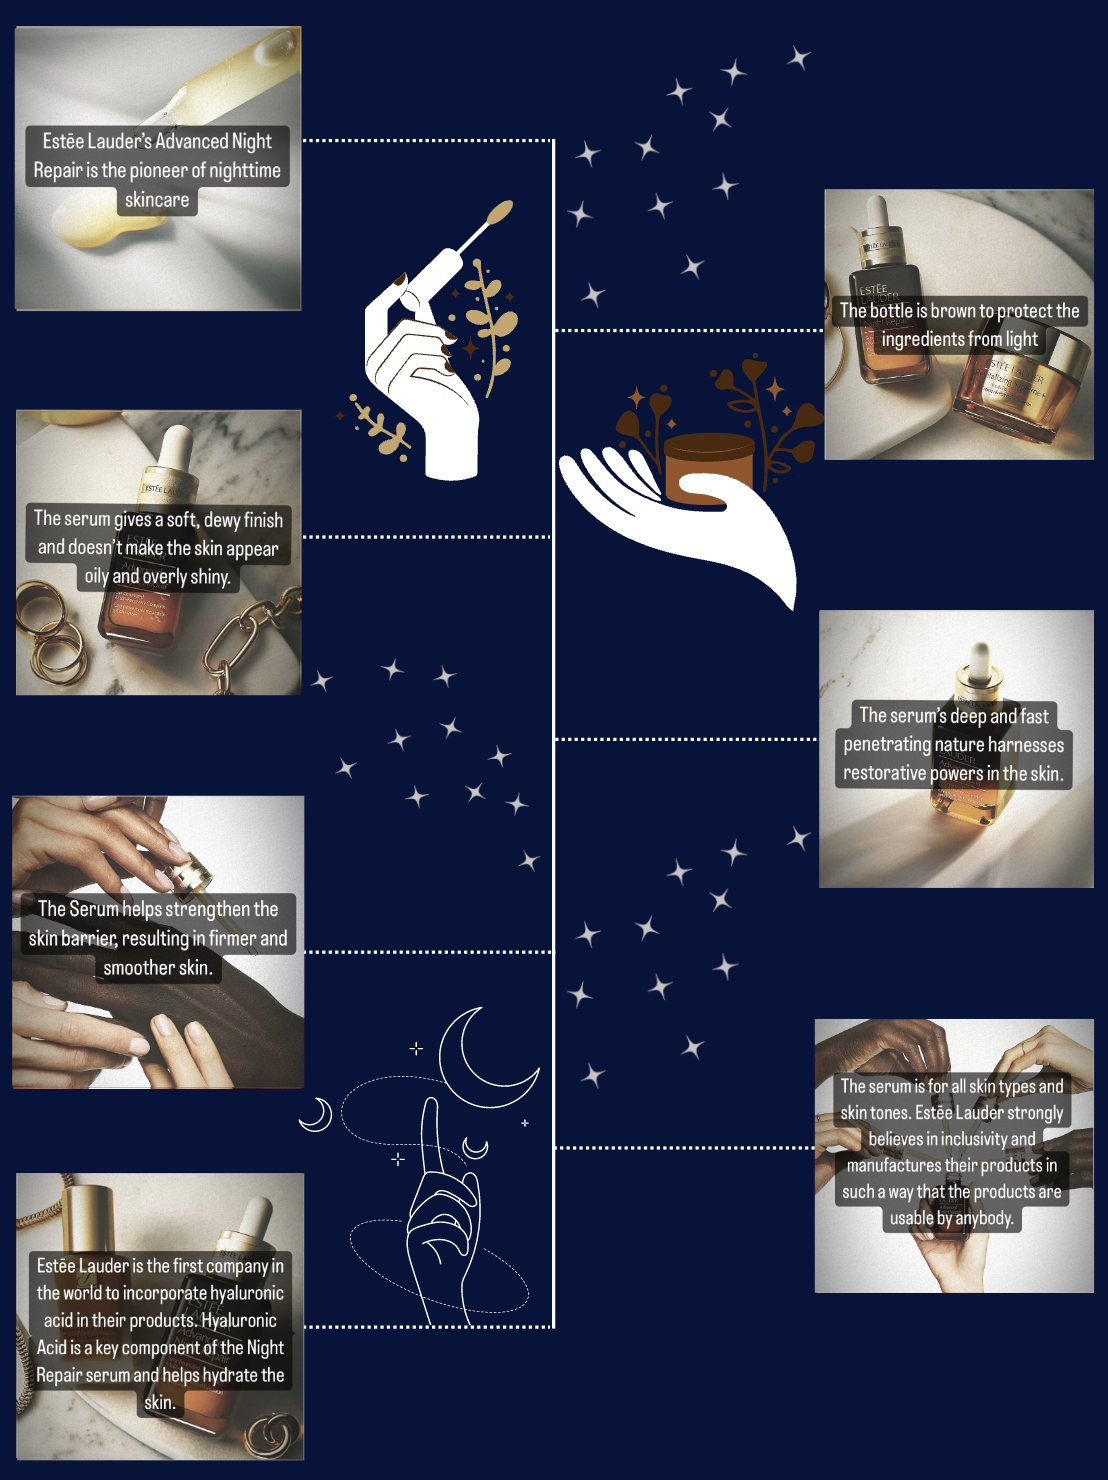 Estēe Lauder's Advanced Night
Repair is the pioneer of nighttime
skincare
The bottle is brown to protect the
ingredients from light
The serum gives a soft, dewy finish
and doesn't make the skin appear
oily and overly shiny.
The serum's deep and fast
penetrating nature harnesses
restorative powers in the skin.
The Serum helps strengthen the
skin barrier, resulting in firmer and
smoother skin.
The serum is for all skin types and
skin tones. Estēe Lauder strongly
believes in inclusivity and
manufactures their products in
such a way that the products are
usable by anybody.
Estēe Lauder is the first company in
the world to incorporate hyaluronic
acid in their products. Hyaluronic
Acid is a key component of the Night
Repair serum and helps hydrate the
skin.